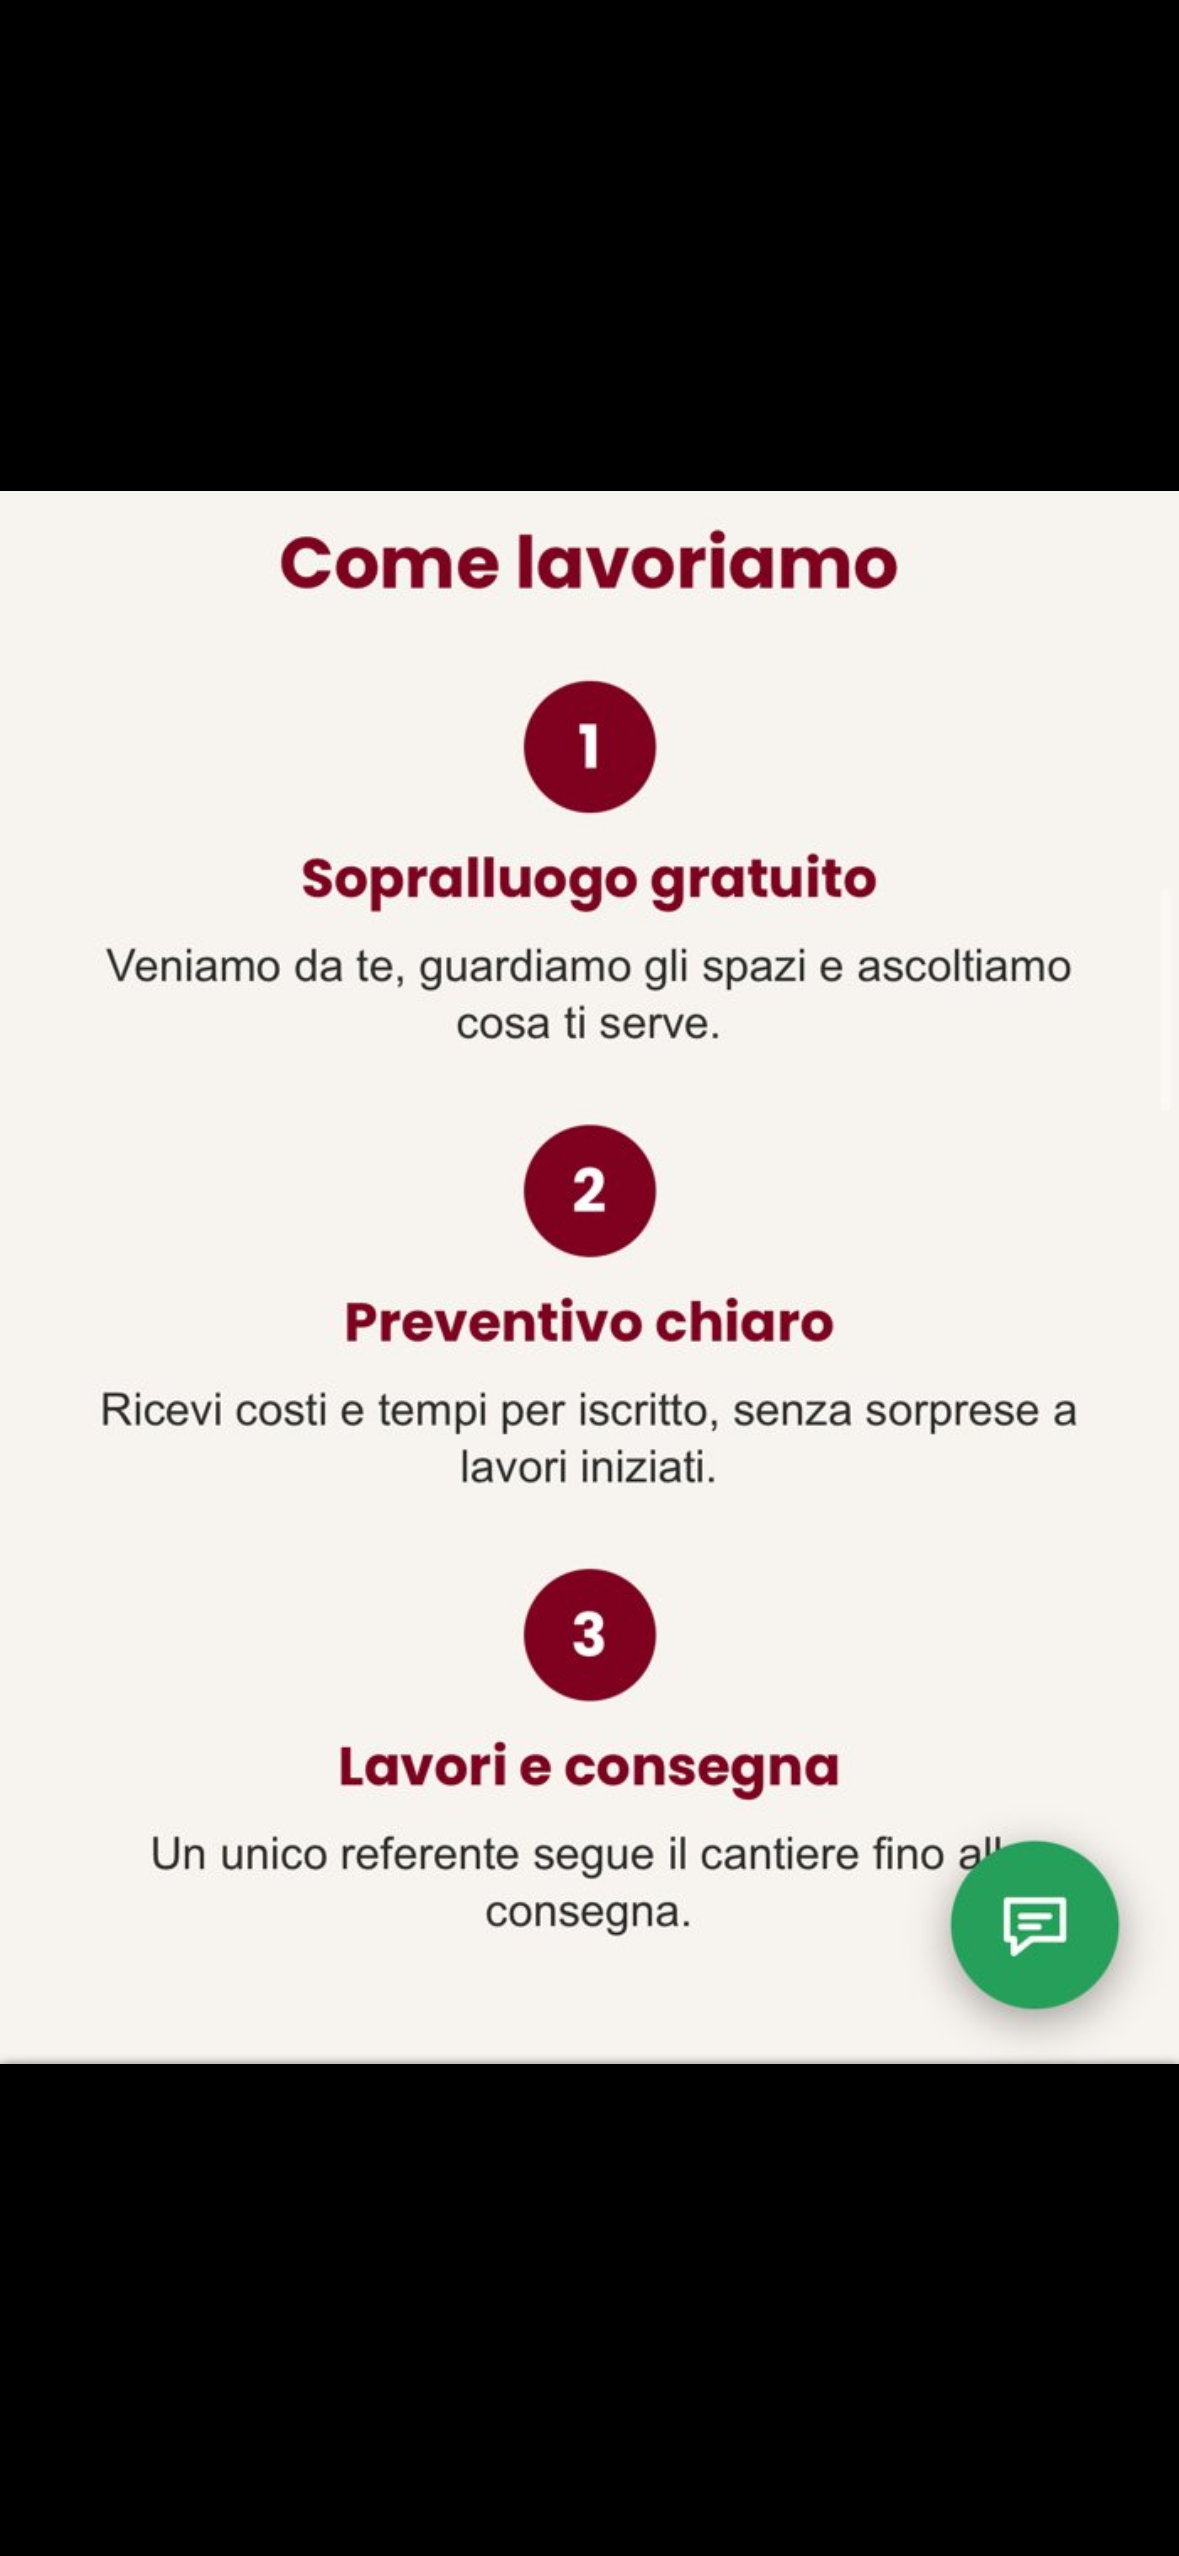 Come lavoriamo
1
Sopralluogo gratuito
Veniamo da te, guardiamo gli spazi e ascoltiamo
cosa ti serve.
2
Preventivo chiaro
Ricevi costi e tempi per iscritto, senza sorprese a
lavori iniziati.
3
Lavori e consegna
Un unico referente segue il cantiere fino
consegna.